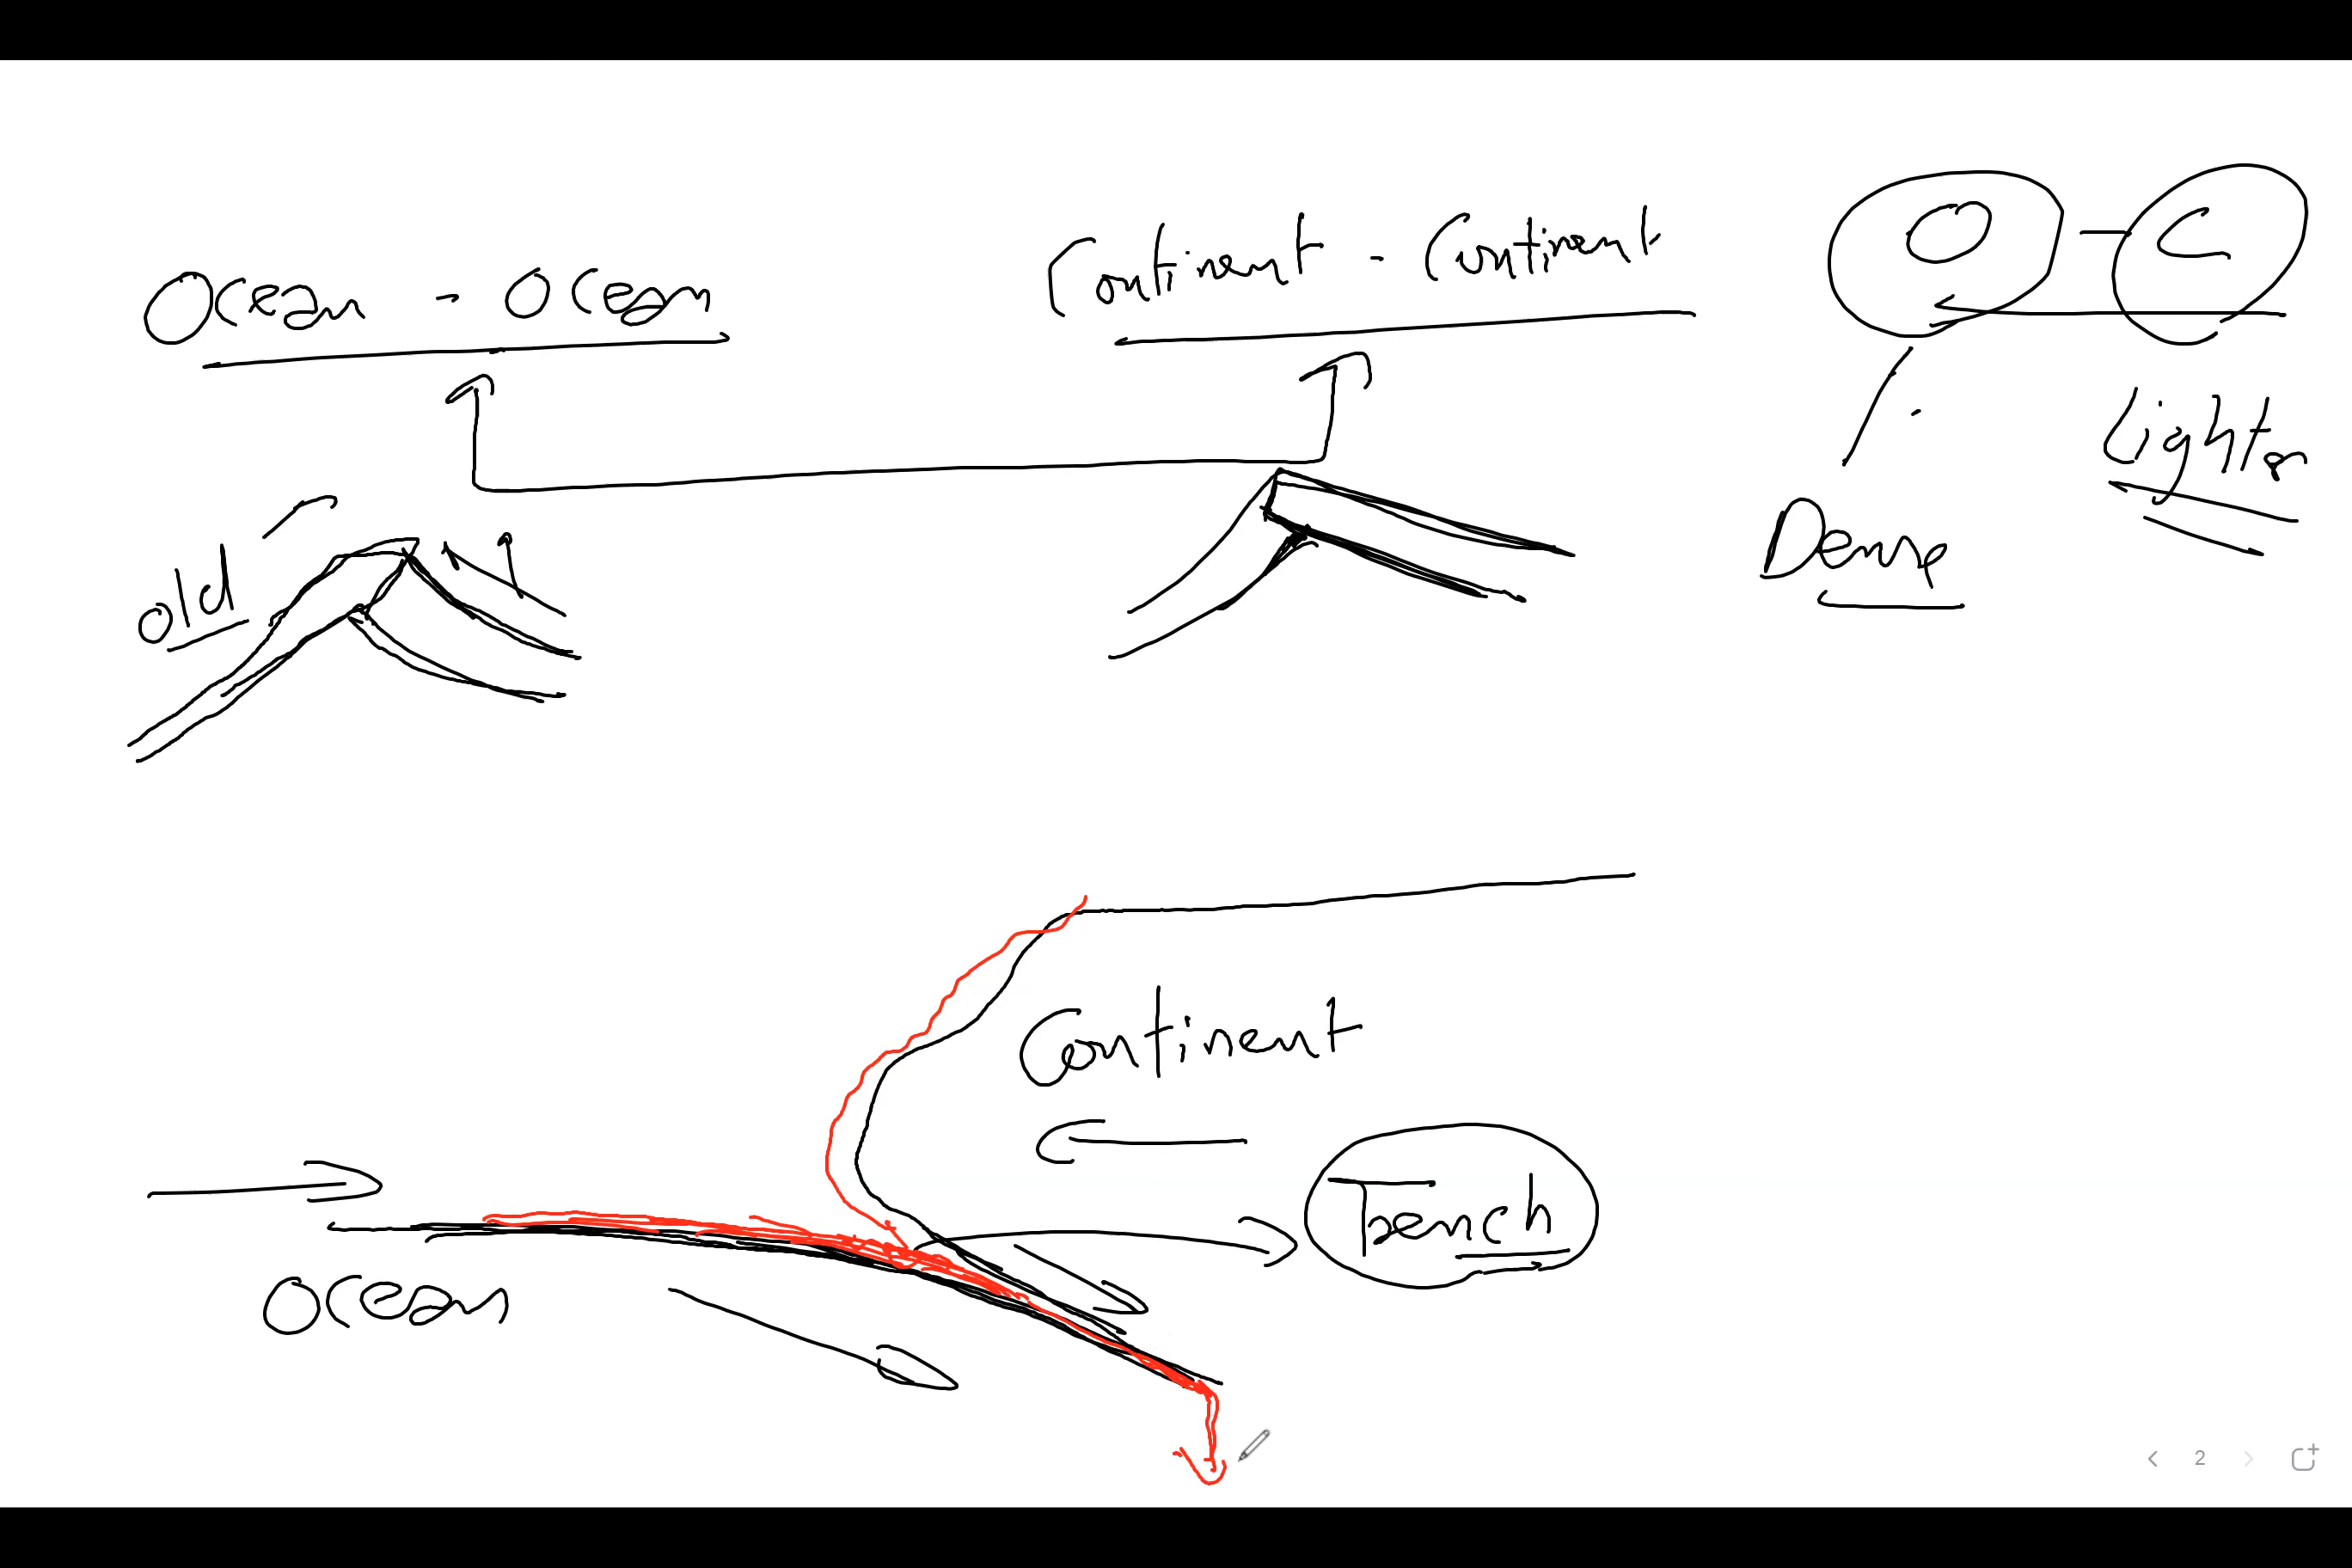 Ocean - Ocean
Continent - Continent
O - C
Lighter
Dense
old
Continent
Trench
Ocean
2